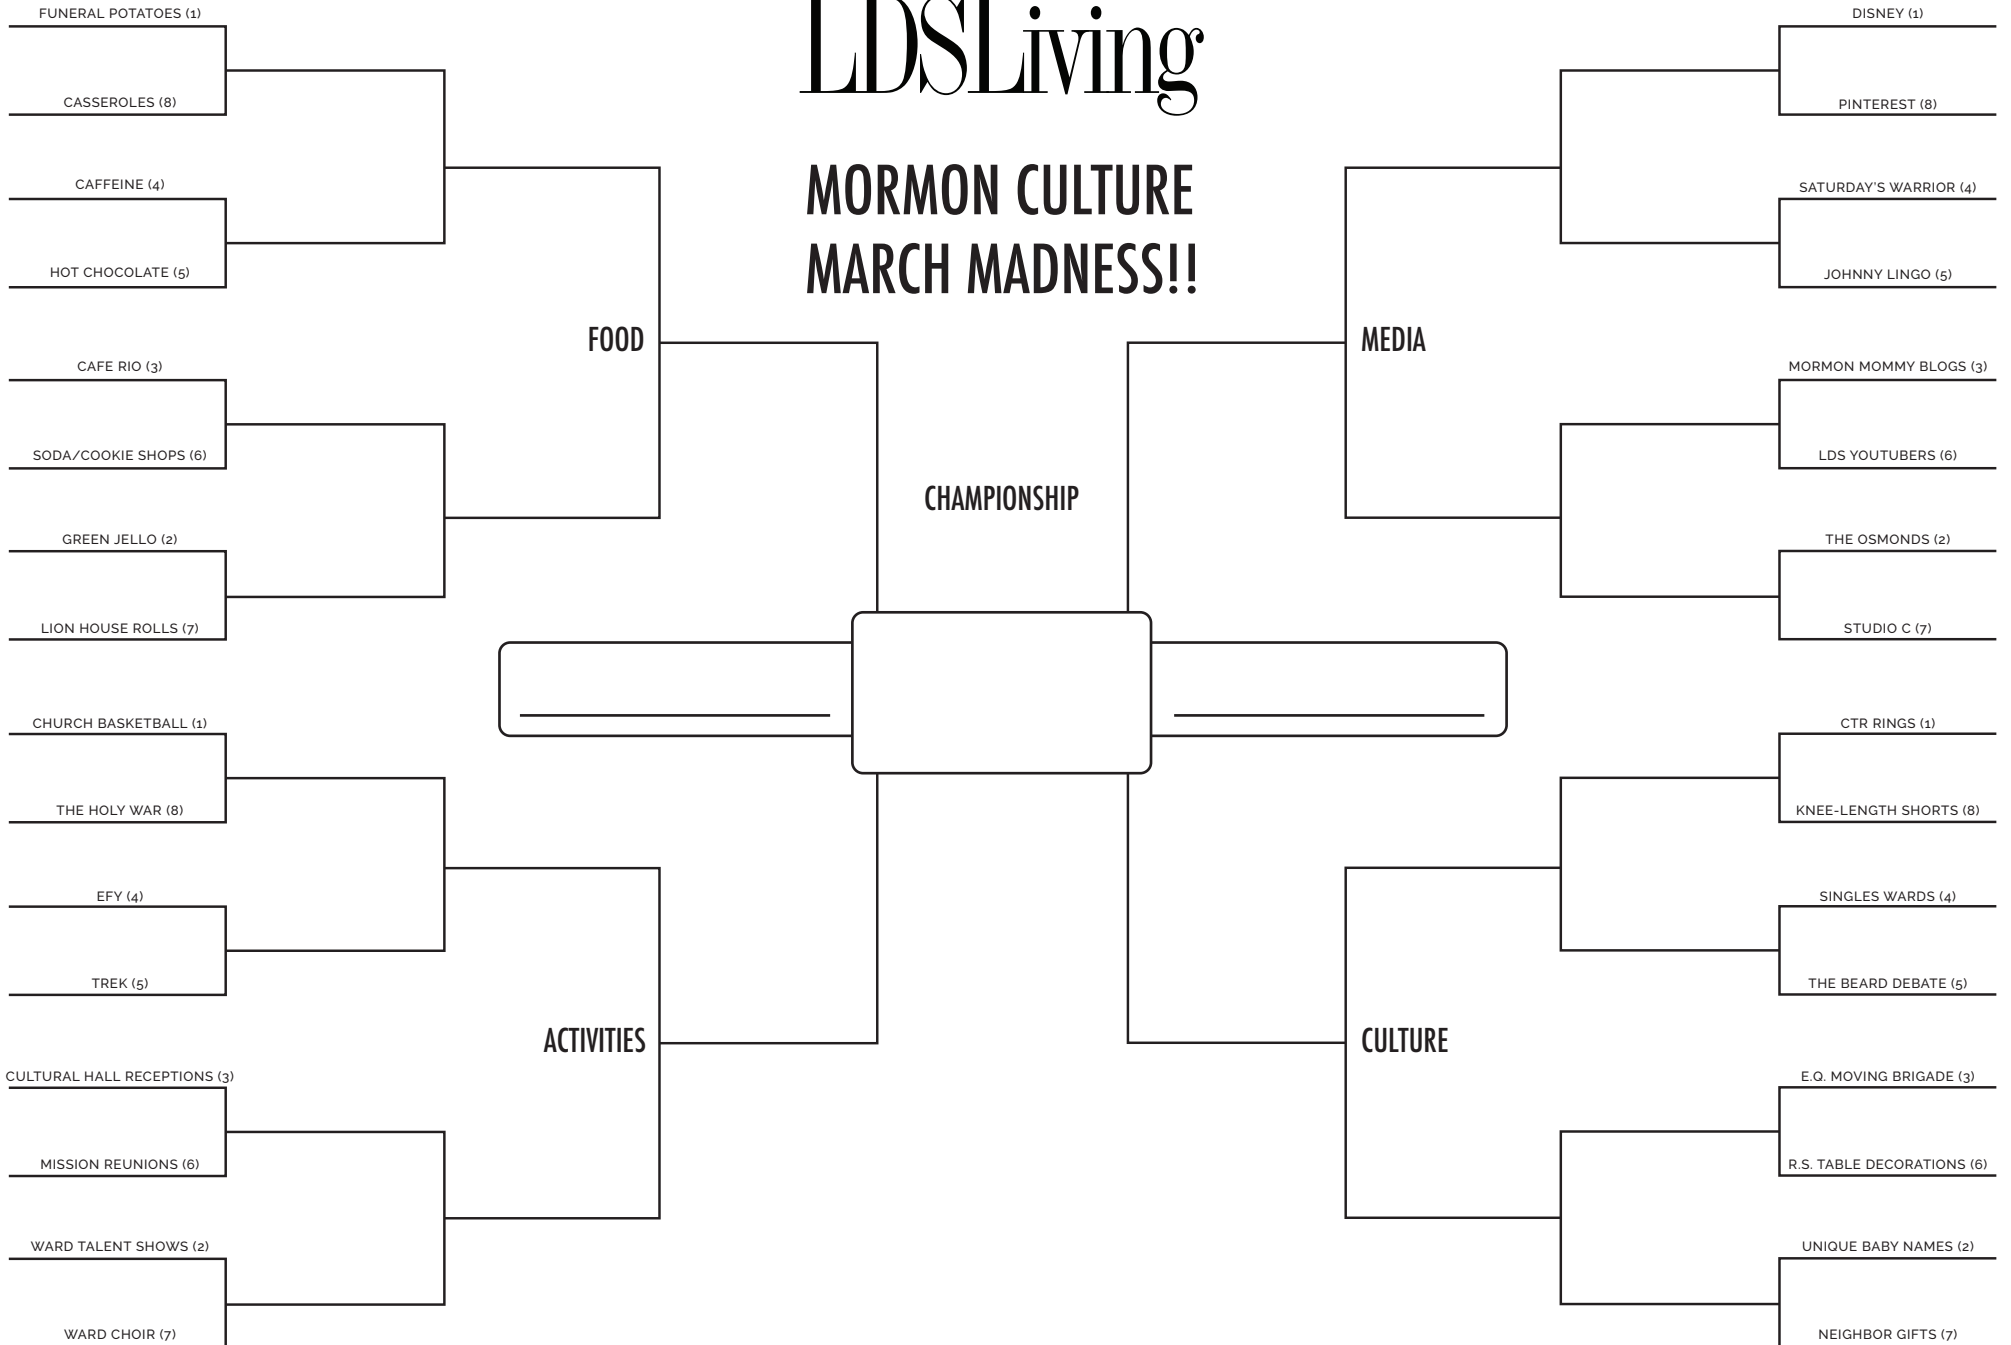 LDSLiving
MORMON CULTURE
MARCH MADNESS!!
FUNERAL POTATOES (1)
CASSEROLES (8)
CAFFEINE (4)
HOT CHOCOLATE (5)
CAFE RIO (3)
SODA/COOKIE SHOPS (6)
GREEN JELLO (2)
LION HOUSE ROLLS (7)
FOOD
CHURCH BASKETBALL (1)
THE HOLY WAR (8)
EFY (4)
TREK (5)
CULTURAL HALL RECEPTIONS (3)
MISSION REUNIONS (6)
WARD TALENT SHOWS (2)
WARD CHOIR (7)
ACTIVITIES
CHAMPIONSHIP
DISNEY (1)
PINTEREST (8)
SATURDAY'S WARRIOR (4)
JOHNNY LINGO (5)
MORMON MOMMY BLOGS (3)
LDS YOUTUBERS (6)
THE OSMONDS (2)
STUDIO C (7)
MEDIA
CTR RINGS (1)
KNEE-LENGTH SHORTS (8)
SINGLES WARDS (4)
THE BEARD DEBATE (5)
E.Q. MOVING BRIGADE (3)
R.S. TABLE DECORATIONS (6)
UNIQUE BABY NAMES (2)
NEIGHBOR GIFTS (7)
CULTURE